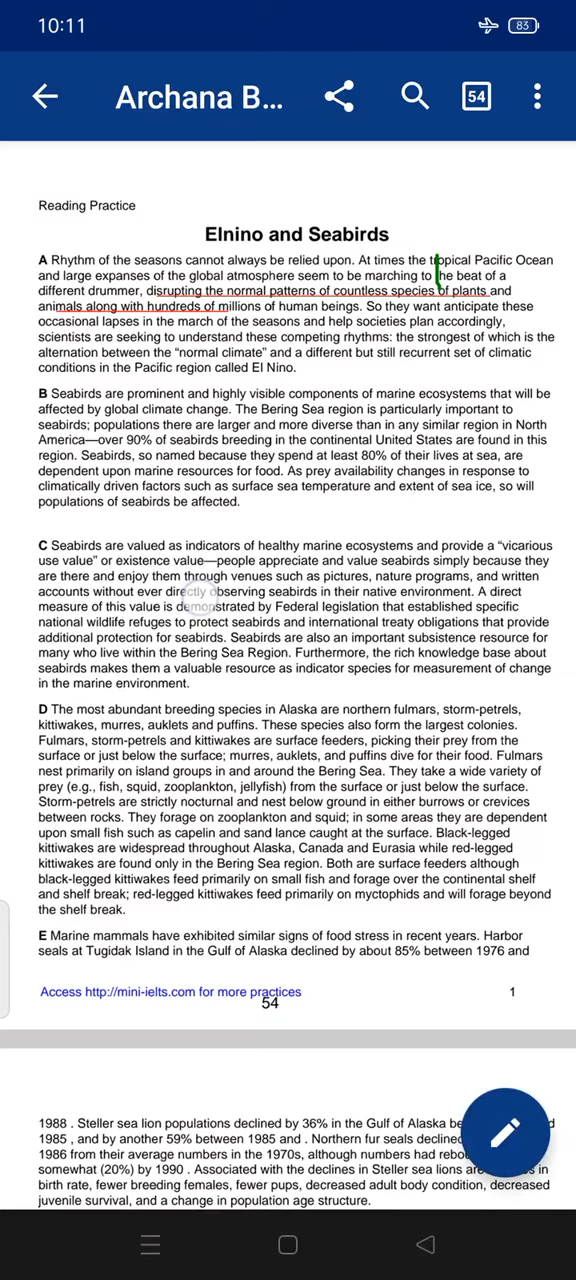 10:11
83
Archana B...
54
Reading Practice
Elnino and Seabirds
A Rhythm of the seasons cannot always be relied upon. At times the tropical Pacific Ocean
and large expanses of the global atmosphere seem to be marching to the beat of a
different drummer, disrupting the normal patterns of countless species of plants and
animals along with hundreds of millions of human beings. So they want anticipate these
occasional lapses in the march of the seasons and help societies plan accordingly,
scientists are seeking to understand these competing rhythms: the strongest of which is the
alternation between the “normal climate” and a different but still recurrent set of climatic
conditions in the Pacific region called El Nino.
B Seabirds are prominent and highly visible components of marine ecosystems that will be
affected by global climate change. The Bering Sea region is particularly important to
seabirds; populations there are larger and more diverse than in any similar region in North
America—over 90% of seabirds breeding in the continental United States are found in this
region. Seabirds, so named because they spend at least 80% of their lives at sea, are
dependent upon marine resources for food. As prey availability changes in response to
climatically driven factors such as surface sea temperature and extent of sea ice, so will
populations of seabirds be affected.
C Seabirds are valued as indicators of healthy marine ecosystems and provide a “vicarious
use value” or existence value—people appreciate and value seabirds simply because they
are there and enjoy them through venues such as pictures, nature programs, and written
accounts without ever directly observing seabirds in their native environment. A direct
measure of this value is demonstrated by Federal legislation that established specific
national wildlife refuges to protect seabirds and international treaty obligations that provide
additional protection for seabirds. Seabirds are also an important subsistence resource for
many who live within the Bering Sea Region. Furthermore, the rich knowledge base about
seabirds makes them a valuable resource as indicator species for measurement of change
in the marine environment.
D The most abundant breeding species in Alaska are northern fulmars, storm-petrels,
kittiwakes, murres, auklets and puffins. These species also form the largest colonies.
Fulmars, storm-petrels and kittiwakes are surface feeders, picking their prey from the
surface or just below the surface; murres, auklets, and puffins dive for their food. Fulmars
nest primarily on island groups in and around the Bering Sea. They take a wide variety of
prey (e.g., fish, squid, zooplankton, jellyfish) from the surface or just below the surface.
Storm-petrels are strictly nocturnal and nest below ground in either burrows or crevices
between rocks. They forage on zooplankton and squid; in some areas they are dependent
upon small fish such as capelin and sand lance caught at the surface. Black-legged
kittiwakes are widespread throughout Alaska, Canada and Eurasia while red-legged
kittiwakes are found only in the Bering Sea region. Both are surface feeders although
black-legged kittiwakes feed primarily on small fish and forage over the continental shelf
and shelf break; red-legged kittiwakes feed primarily on myctophids and will forage beyond
the shelf break.
E Marine mammals have exhibited similar signs of food stress in recent years. Harbor
seals at Tugidak Island in the Gulf of Alaska declined by about 85% between 1976 and
Access http://mini-ielts.com for more practices 1
54
1988 . Steller sea lion populations declined by 36% in the Gulf of Alaska
1985 , and by another 59% between 1985 and . Northern fur seals
1986 from their average numbers in the 1970s, although numbers had
somewhat (20%) by 1990 . Associated with the declines in Steller sea lions are in
birth rate, fewer breeding females, fewer pups, decreased adult body condition, decreased
juvenile survival, and a change in population age structure.